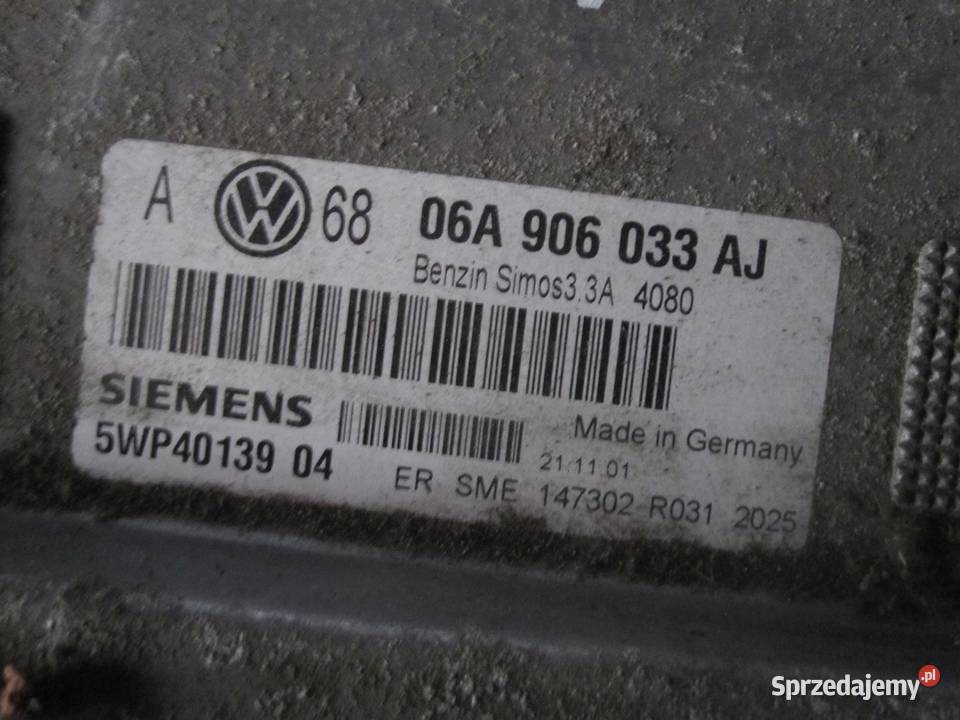 A VW 68 06A 906 033 AJ
Benzin Simos3.3A 4080
SIEMENS
Made in Germany
5WP40139 04
21.11.01
ER SME 147302 R031 2025
Sprzedajemy.pl